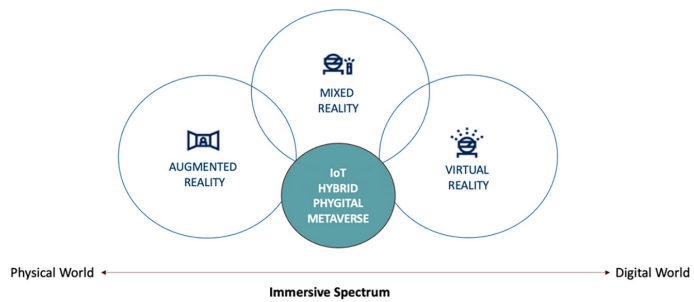 MIXED
REALITY
AUGMENTED
REALITY
VIRTUAL
REALITY
IoT
HYBRID
PHYGITAL
METAVERSE
Physical World
Digital World
Immersive Spectrum